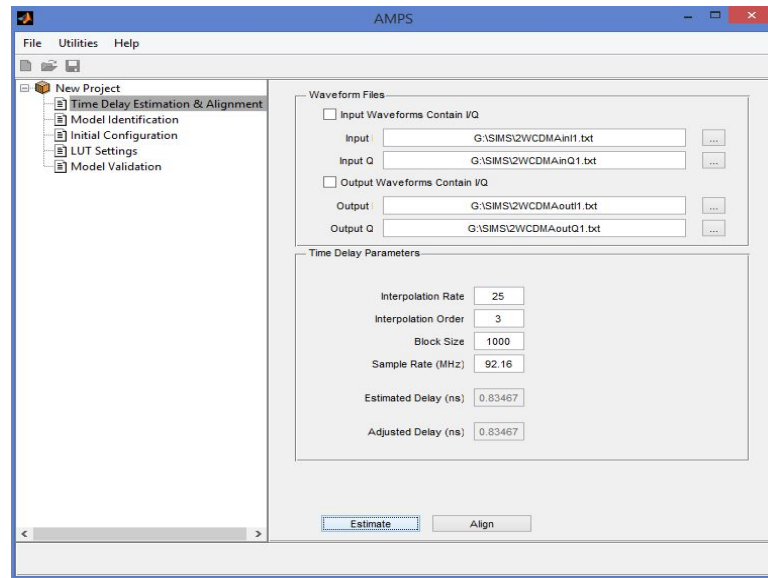 AMPS
File Utilities Help
New Project
Time Delay Estimation & Alignment
Model Identification
Initial Configuration
LUT Settings
Model Validation
Waveform Files
Input Waveforms Contain I/Q
Input I G:\SIMS\2WCDMAinI1.txt ...
Input Q G:\SIMS\2WCDMAinQ1.txt ...
Output Waveforms Contain I/Q
Output I G:\SIMS\2WCDMAoutI1.txt ...
Output Q G:\SIMS\2WCDMAoutQ1.txt ...
Time Delay Parameters
Interpolation Rate 25
Interpolation Order 3
Block Size 1000
Sample Rate (MHz) 92.16
Estimated Delay (ns) 0.83467
Adjusted Delay (ns) 0.83467
Estimate Align